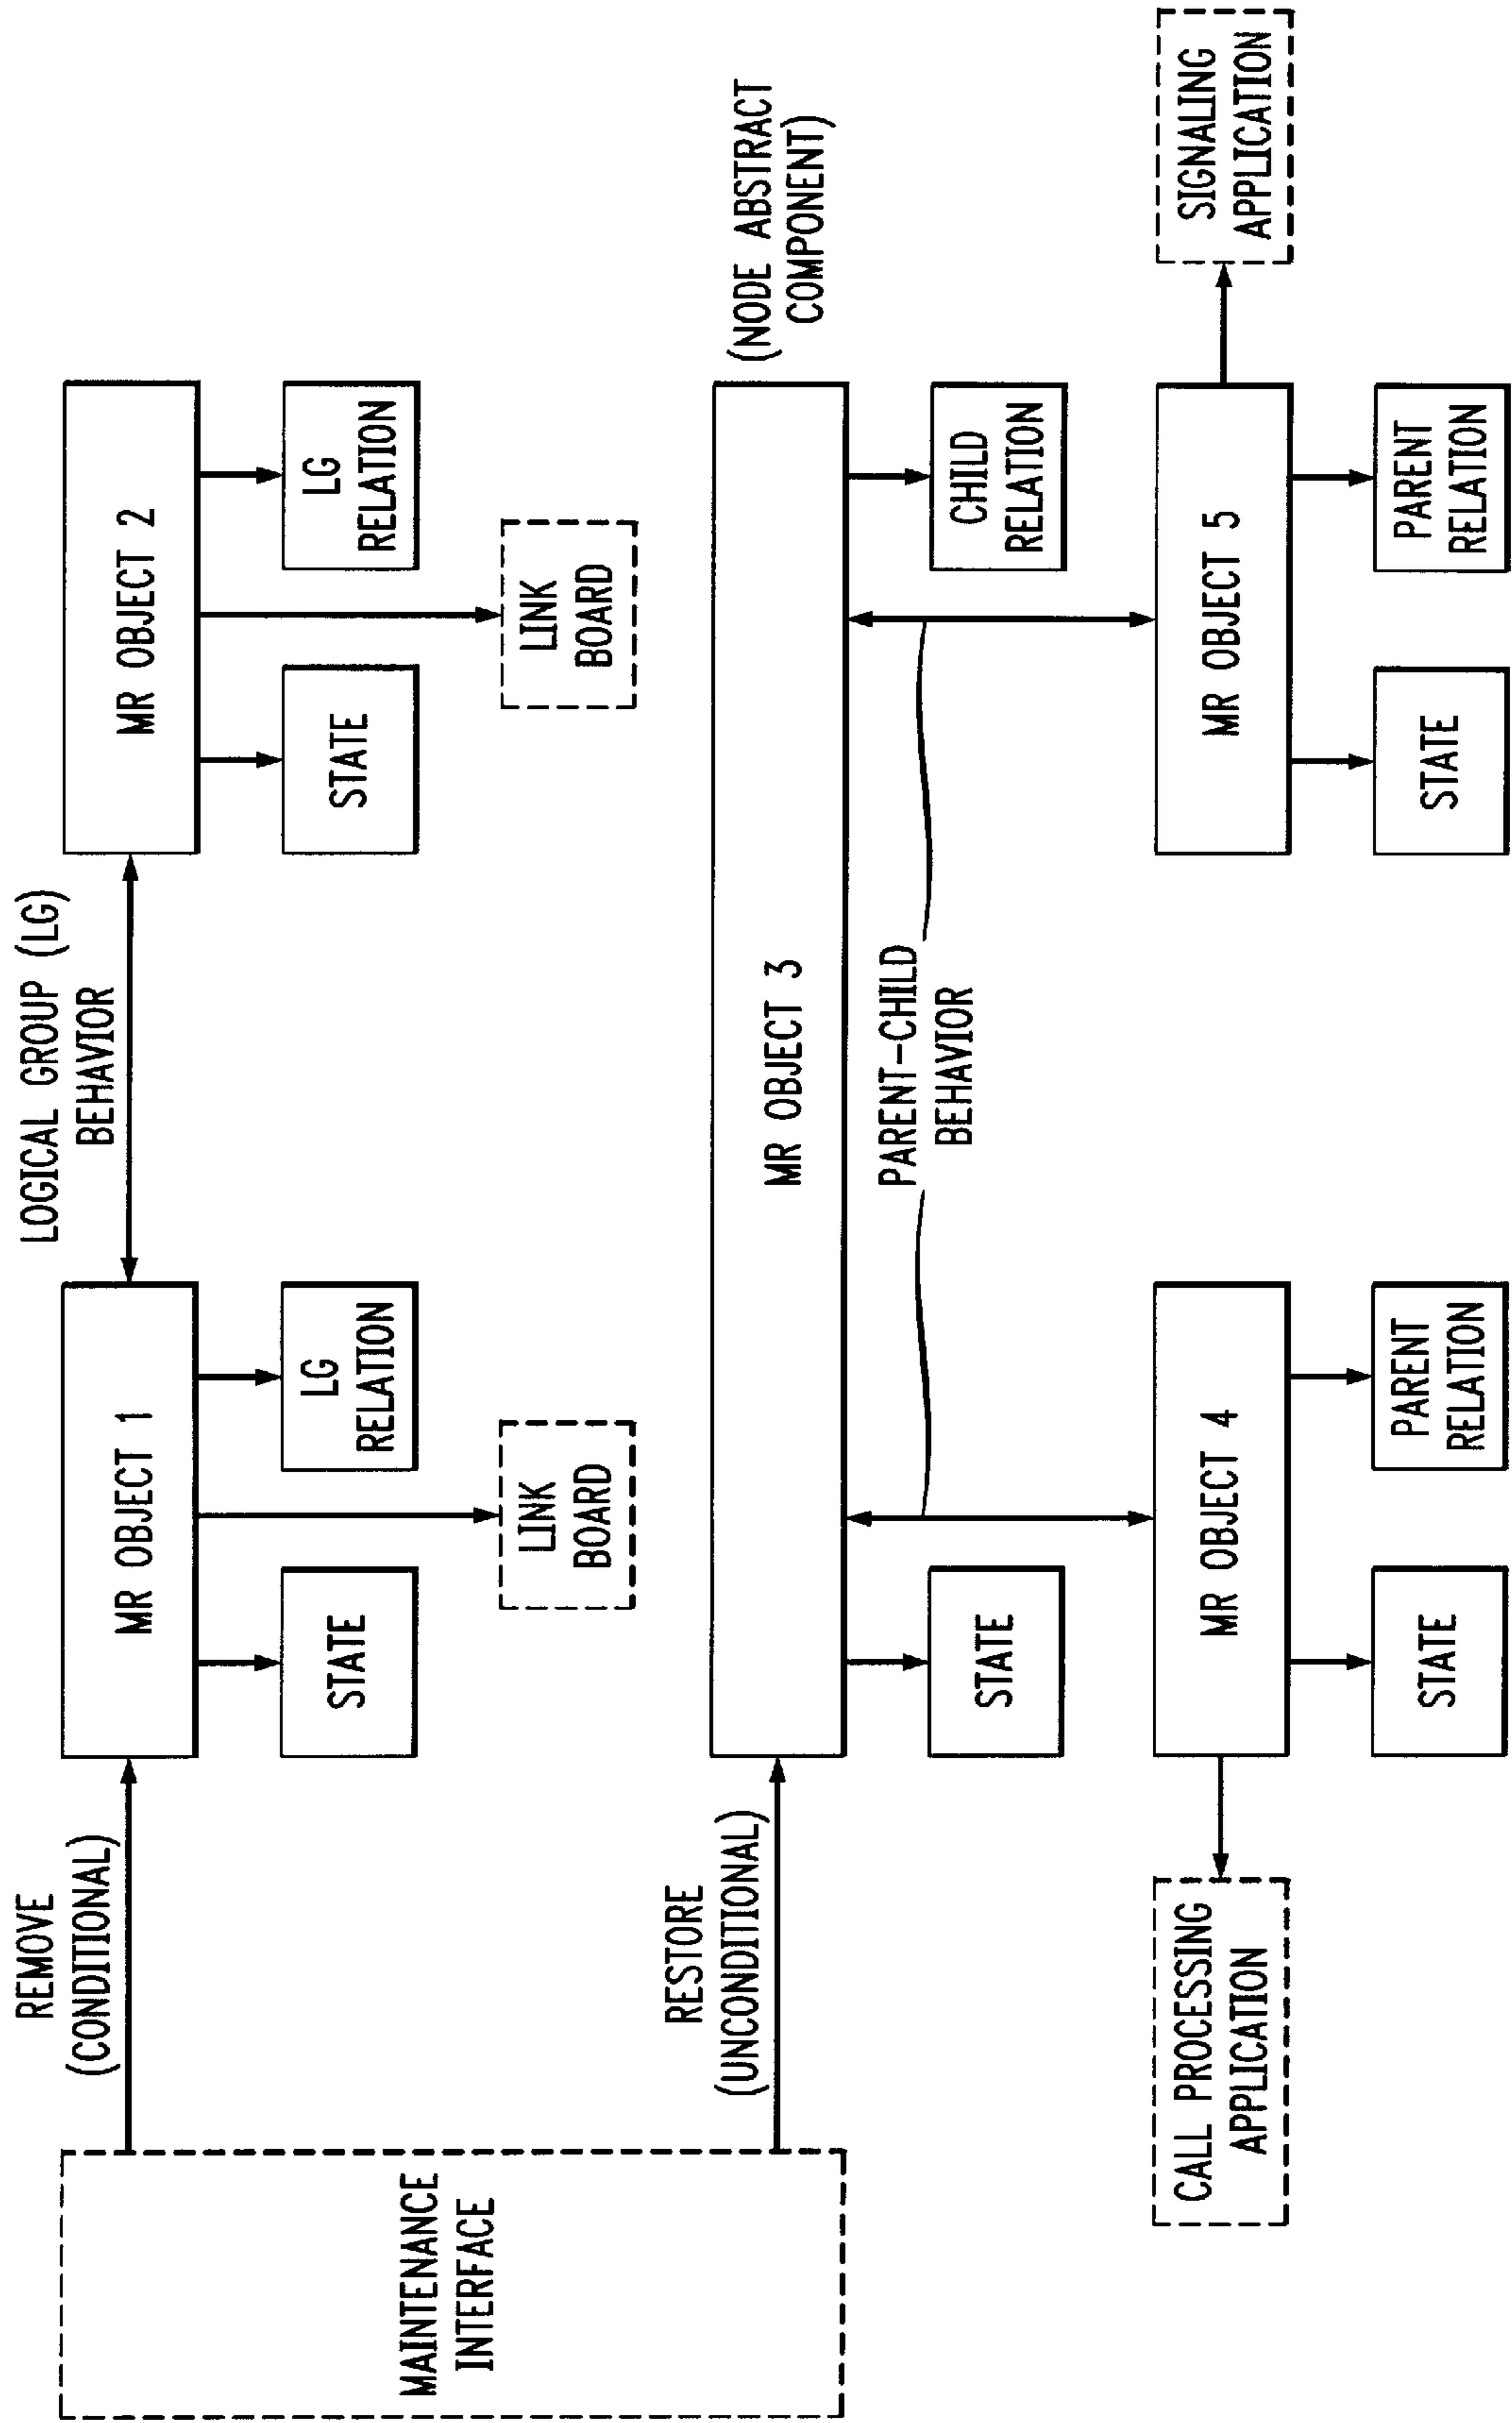 MAINTENANCE
INTERFACE
REMOVE
(CONDITIONAL)
MR OBJECT 1
STATE
LG
RELATION
LINK
BOARD
LOGICAL GROUP (LG)
BEHAVIOR
MR OBJECT 2
STATE
LG
RELATION
LINK
BOARD
RESTORE
(UNCONDITIONAL)
MR OBJECT 3
(NODE ABSTRACT
COMPONENT)
STATE
CHILD
RELATION
PARENT-CHILD
BEHAVIOR
CALL PROCESSING
APPLICATION
MR OBJECT 4
STATE
PARENT
RELATION
MR OBJECT 5
STATE
PARENT
RELATION
SIGNALING
APPLICATION